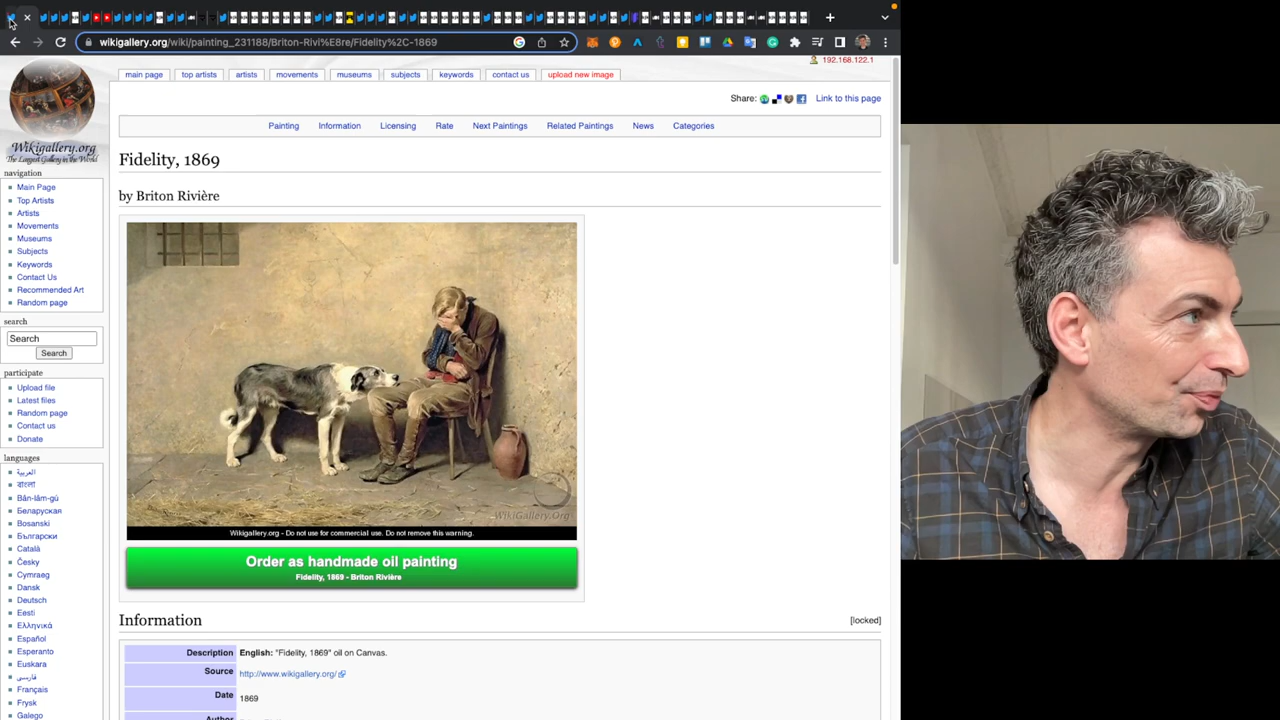 wikigallery.org/wiki/painting_231188/Briton-Rivi%E8re/Fidelity%2C-1869
192.168.122.1
main page
top artists
artists
movements
museums
subjects
keywords
contact us
upload new image
Share:
Link to this page
Painting
Information
Licensing
Rate
Next Paintings
Related Paintings
News
Categories
Wikigallery.org
The Largest Gallery in the World
Fidelity, 1869
by Briton Rivière
navigation
Main Page
Top Artists
Artists
Movements
Museums
Subjects
Keywords
Contact Us
Recommended Art
Random page
search
Search
Search
participate
Upload file
Latest files
Random page
Contact us
Donate
languages
العربية
বাংলা
Bân-lâm-gú
Беларуская
Bosanski
Български
Català
Česky
Cymraeg
Dansk
Deutsch
Eesti
Ελληνικά
Español
Esperanto
Euskara
فارسی
Français
Frysk
Galego
WikiGallery.Org
Wikigallery.org - Do not use for commercial use. Do not remove this warning.
Order as handmade oil painting
Fidelity, 1869 - Briton Rivière
Information
[locked]
Description English: "Fidelity, 1869" oil on Canvas.
Source http://www.wikigallery.org/
Date 1869
Author